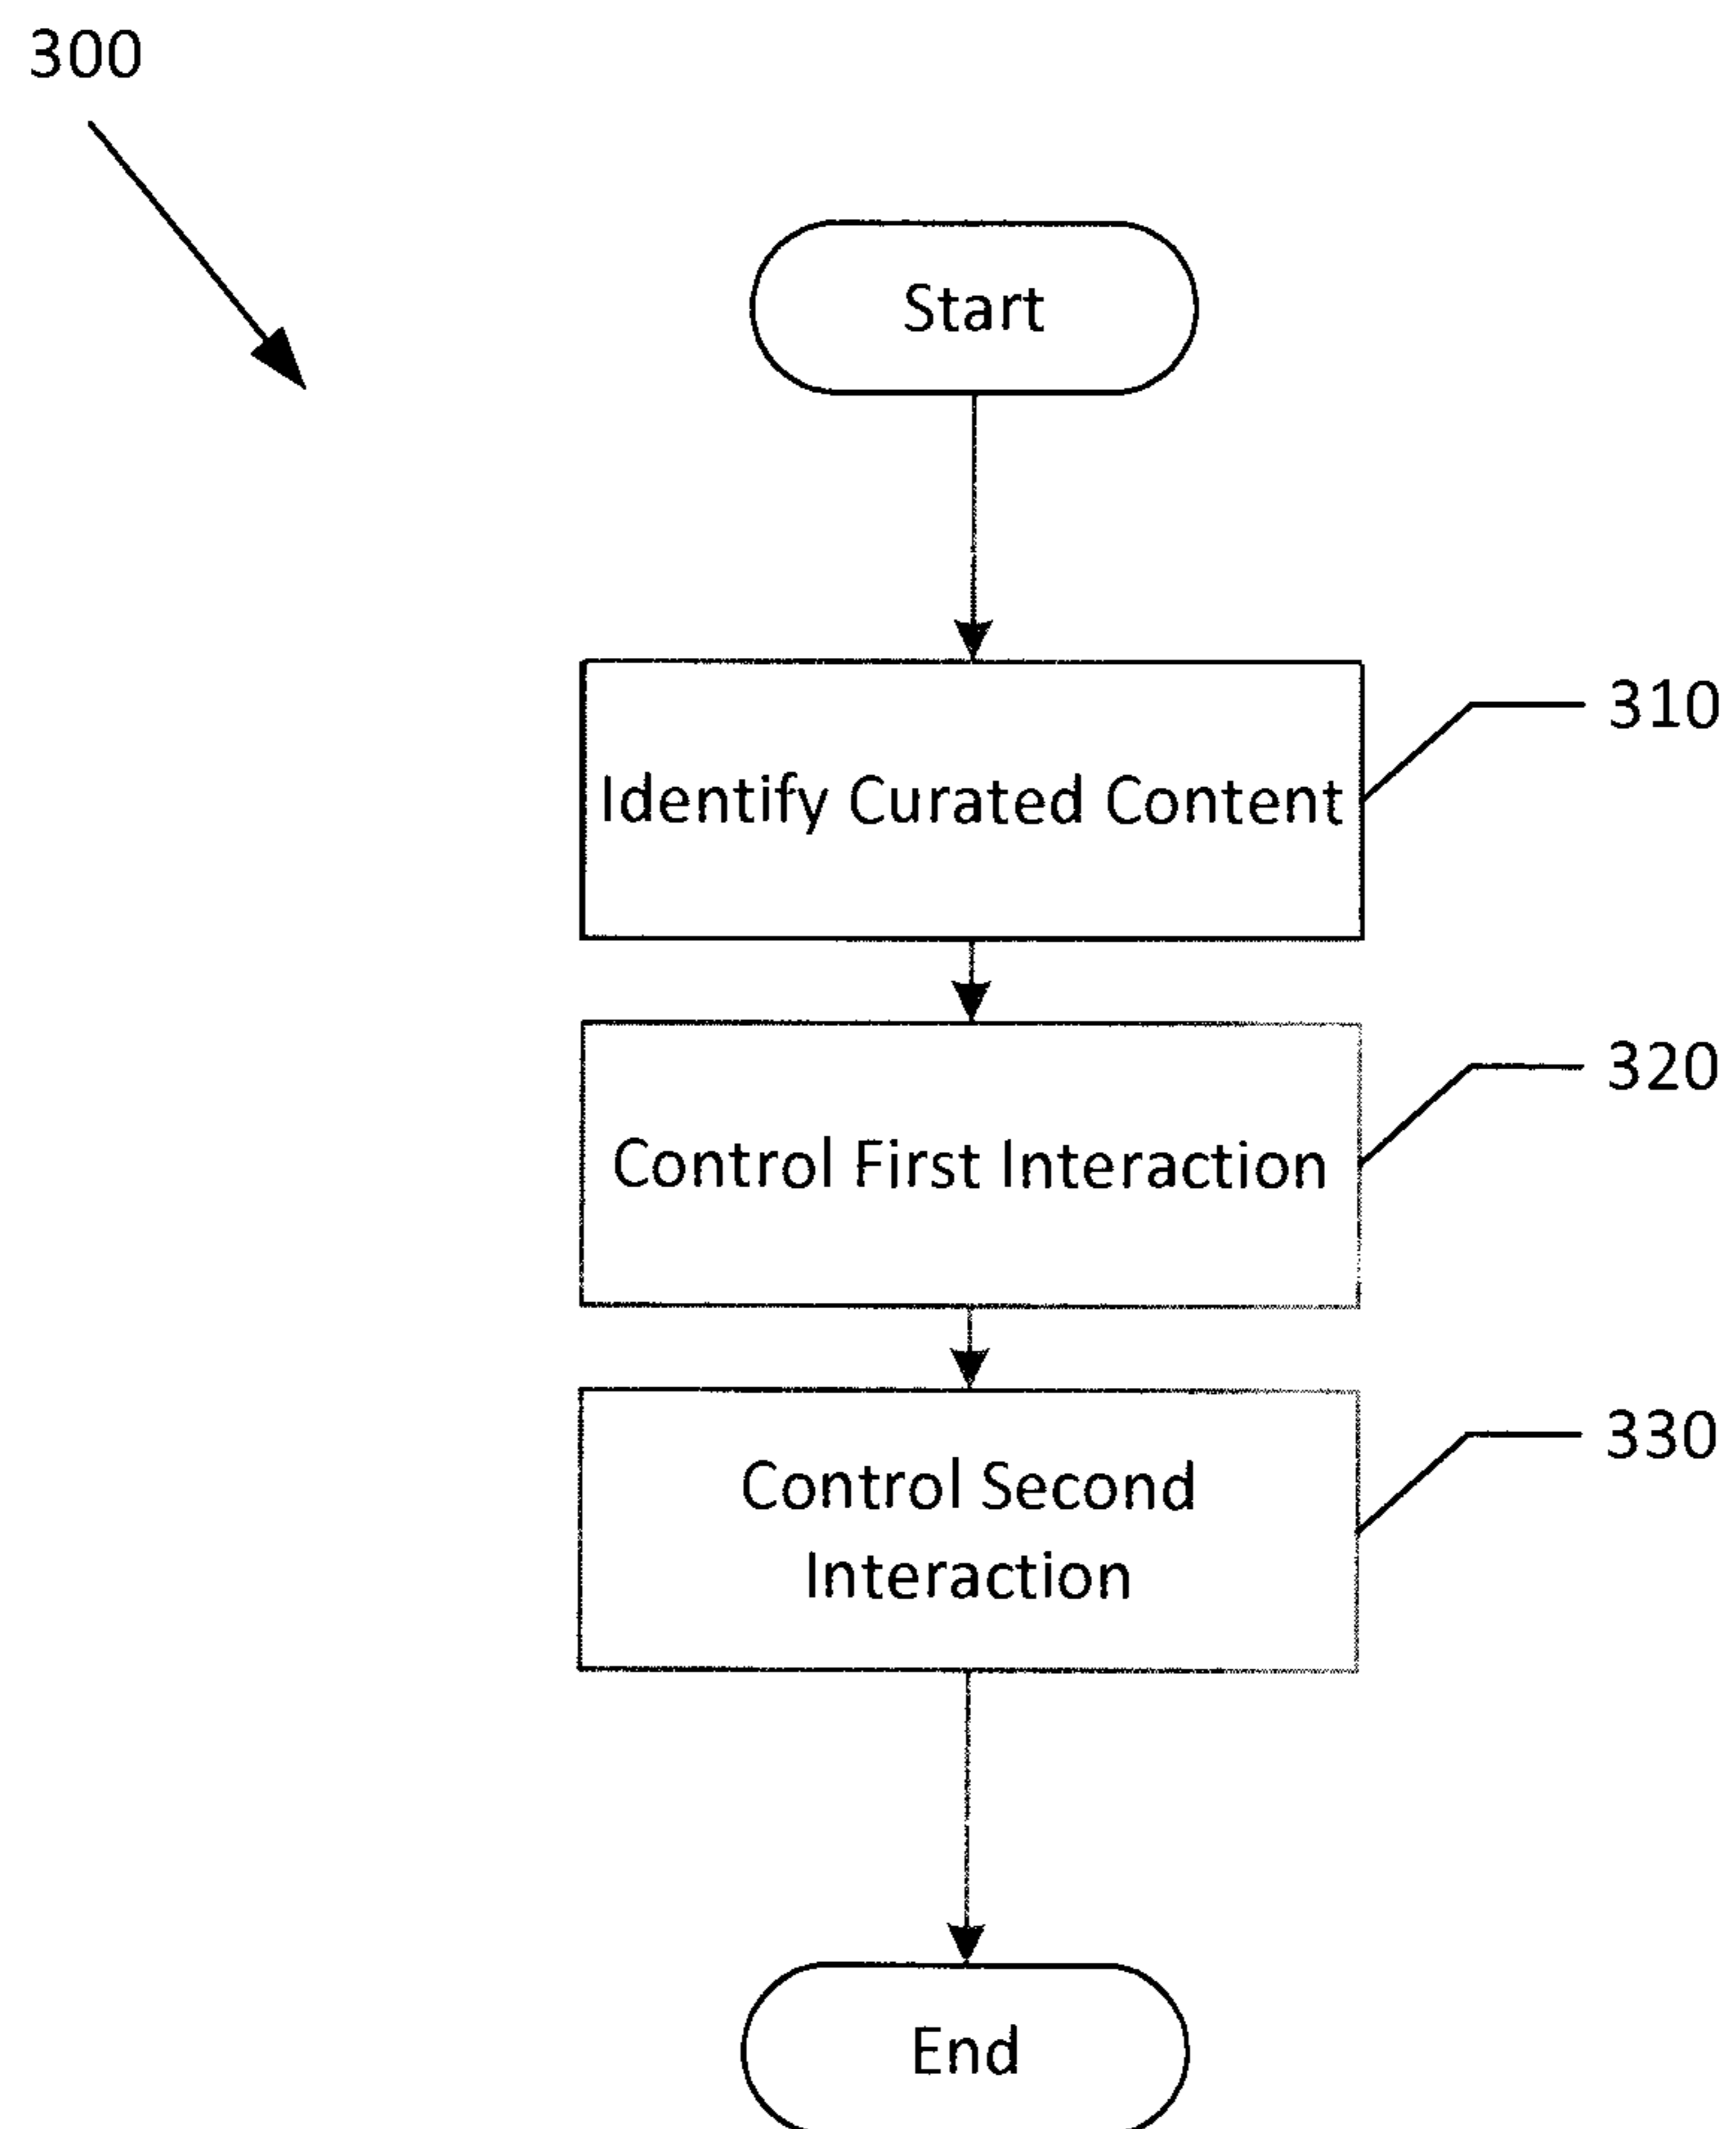 300
Start
Identify Curated Content
310
Control First Interaction
320
Control Second
Interaction
330
End